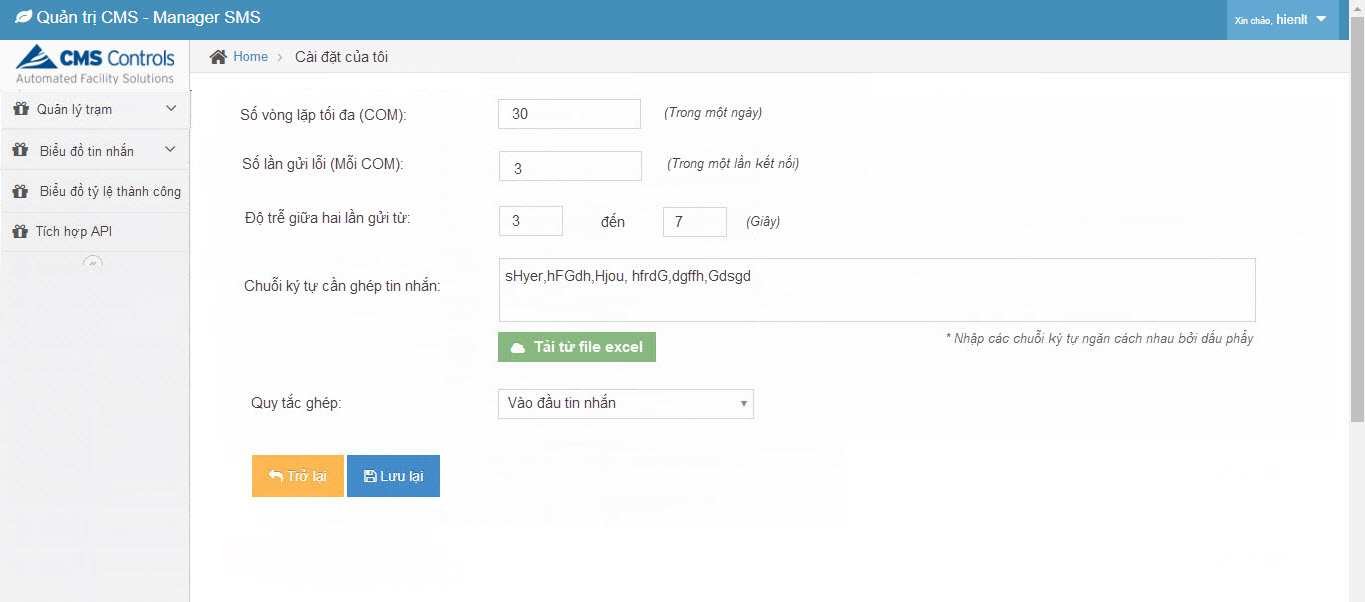 Quản trị CMS - Manager SMS
Xin chào, hienlt
CMS Controls
Automated Facility Solutions
Home > Cài đặt của tôi
Quản lý trạm
Biểu đồ tin nhắn
Biểu đồ tỷ lệ thành công
Tích hợp API
Số vòng lặp tối đa (COM): 30 (Trong một ngày)
Số lần gửi lỗi (Mỗi COM): 3 (Trong một lần kết nối)
Độ trễ giữa hai lần gửi từ: 3 đến 7 (Giây)
Chuỗi ký tự cần ghép tin nhắn: sHyer,hFGdh,Hjou, hfrdG,dgffh,Gdsgd
* Nhập các chuỗi ký tự ngăn cách nhau bởi dấu phẩy
Tải từ file excel
Quy tắc ghép: Vào đầu tin nhắn
Trở lại Lưu lại